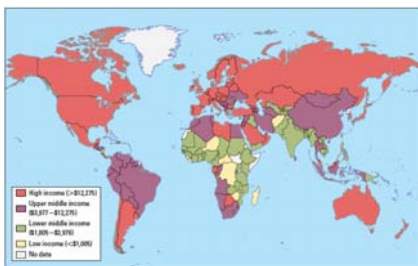 High income (>$12,275)
Upper middle income
($3,977–$12,275)
Lower middle income
($1,005–$3,976)
Low income (<$1,005)
No data